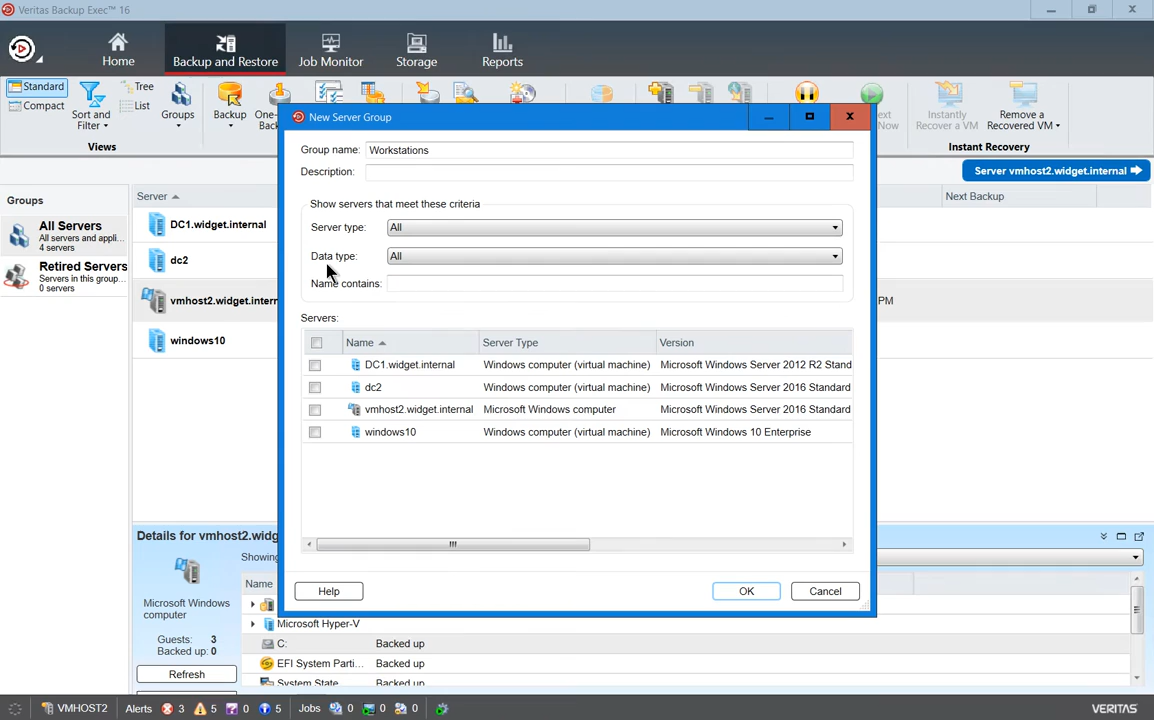 Veritas Backup Exec™ 16
Home
Backup and Restore
Job Monitor
Storage
Reports
Standard
Compact
Sort and Filter
Tree
List
Groups
Views
Backup
One-
Back
ext
Now
Instantly Recover a VM
Remove a Recovered VM
Instant Recovery
Server vmhost2.widget.internal
Groups
All Servers
All servers and appli...
4 servers
Retired Servers
Servers in this group...
0 servers
Server
Next Backup
DC1.widget.internal
dc2
vmhost2.widget.intern
PM
windows10
New Server Group
Group name: Workstations
Description:
Show servers that meet these criteria
Server type: All
Data type: All
Name contains:
Servers:
Name Server Type Version
DC1.widget.internal Windows computer (virtual machine) Microsoft Windows Server 2012 R2 Stand
dc2 Windows computer (virtual machine) Microsoft Windows Server 2016 Standard
vmhost2.widget.internal Microsoft Windows computer Microsoft Windows Server 2016 Standard
windows10 Windows computer (virtual machine) Microsoft Windows 10 Enterprise
Help
OK
Cancel
Details for vmhost2.widg
Showing
Name
Microsoft Windows
computer
Guests: 3
Backed up: 0
Refresh
Microsoft Hyper-V
C: Backed up
EFI System Parti... Backed up
System State Backed up
VMHOST2
Alerts 3 5 0 5
Jobs 0 0 0
VERITAS